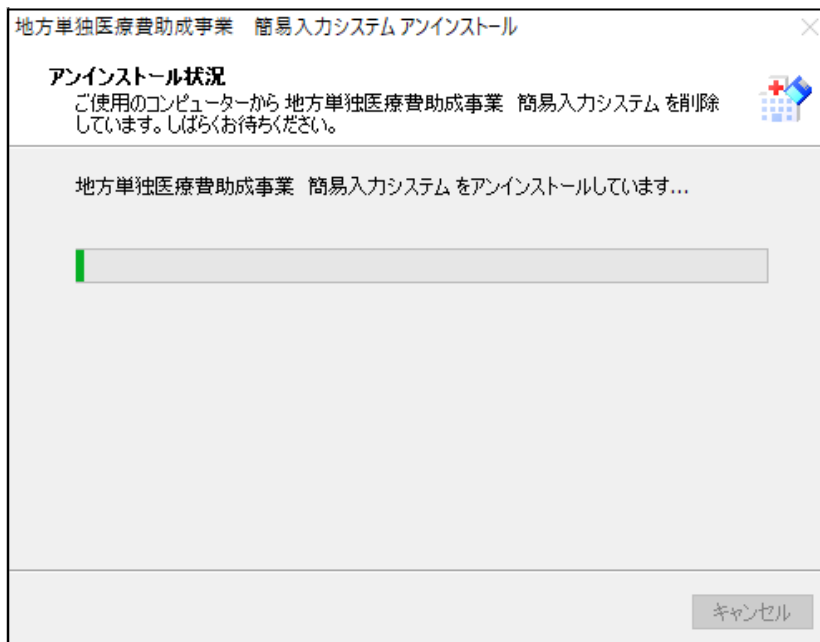 地方単独医療費助成事業　簡易入力システム アンインストール
アンインストール状況
ご使用のコンピューターから 地方単独医療費助成事業　簡易入力システム を削除
しています。しばらくお待ちください。
地方単独医療費助成事業　簡易入力システム をアンインストールしています...
キャンセル